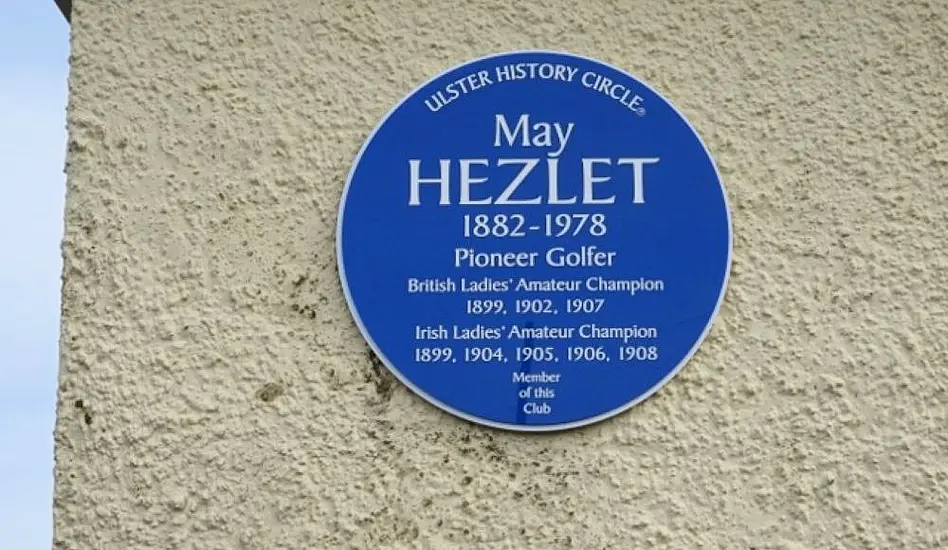 ULSTER HISTORY CIRCLE®
May
HEZLET
1882-1978
Pioneer Golfer
British Ladies' Amateur Champion
1899, 1902, 1907
Irish Ladies' Amateur Champion
1899, 1904, 1905, 1906, 1908
Member
of this
Club